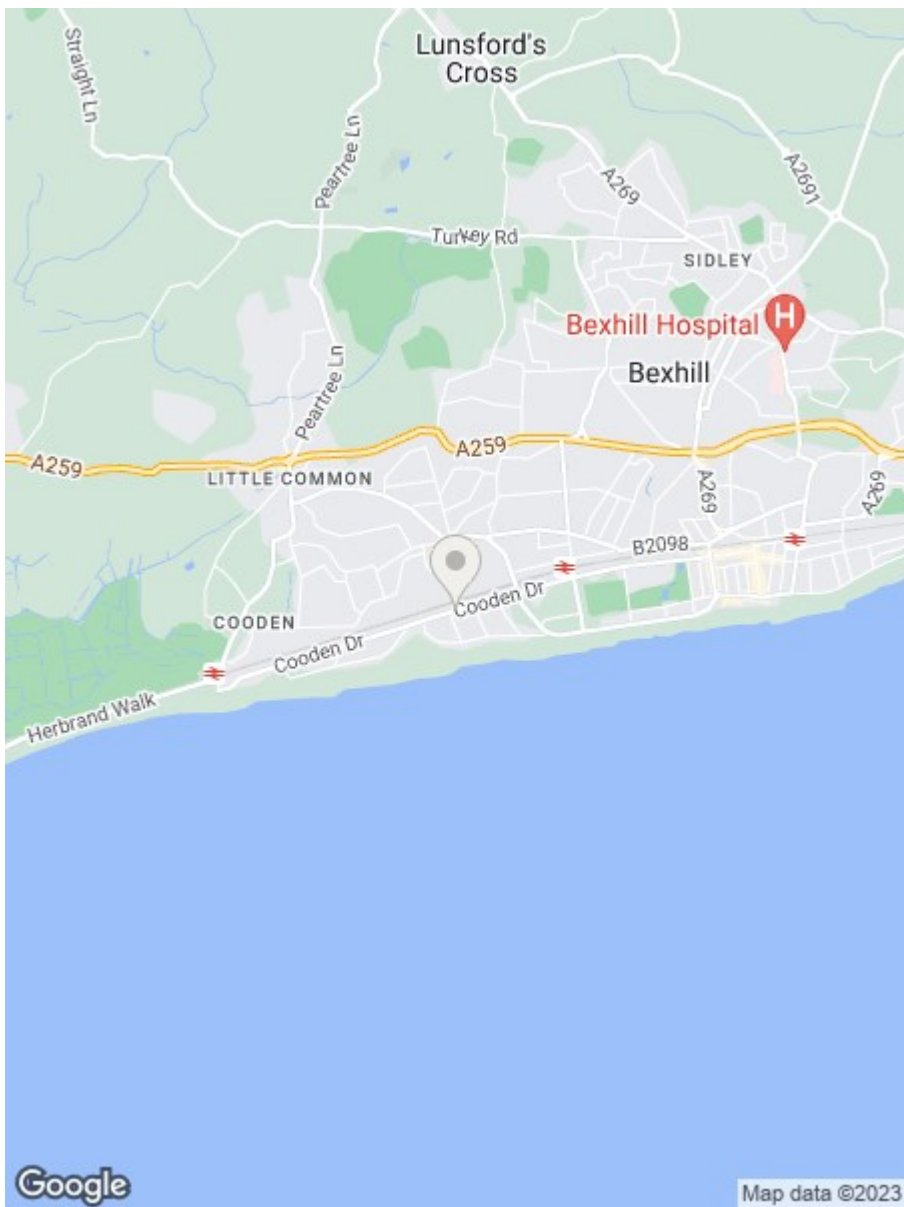 Lunsford's
Cross
Straight Ln
Peartree Ln
A269
A2691
Turkey Rd
SIDLEY
Bexhill Hospital
H
Bexhill
Peartree Ln
A259
A259
LITTLE COMMON
A269
A269
B2098
Cooden Dr
COODEN
Cooden Dr
Herbrand Walk
Google
Map data ©2023